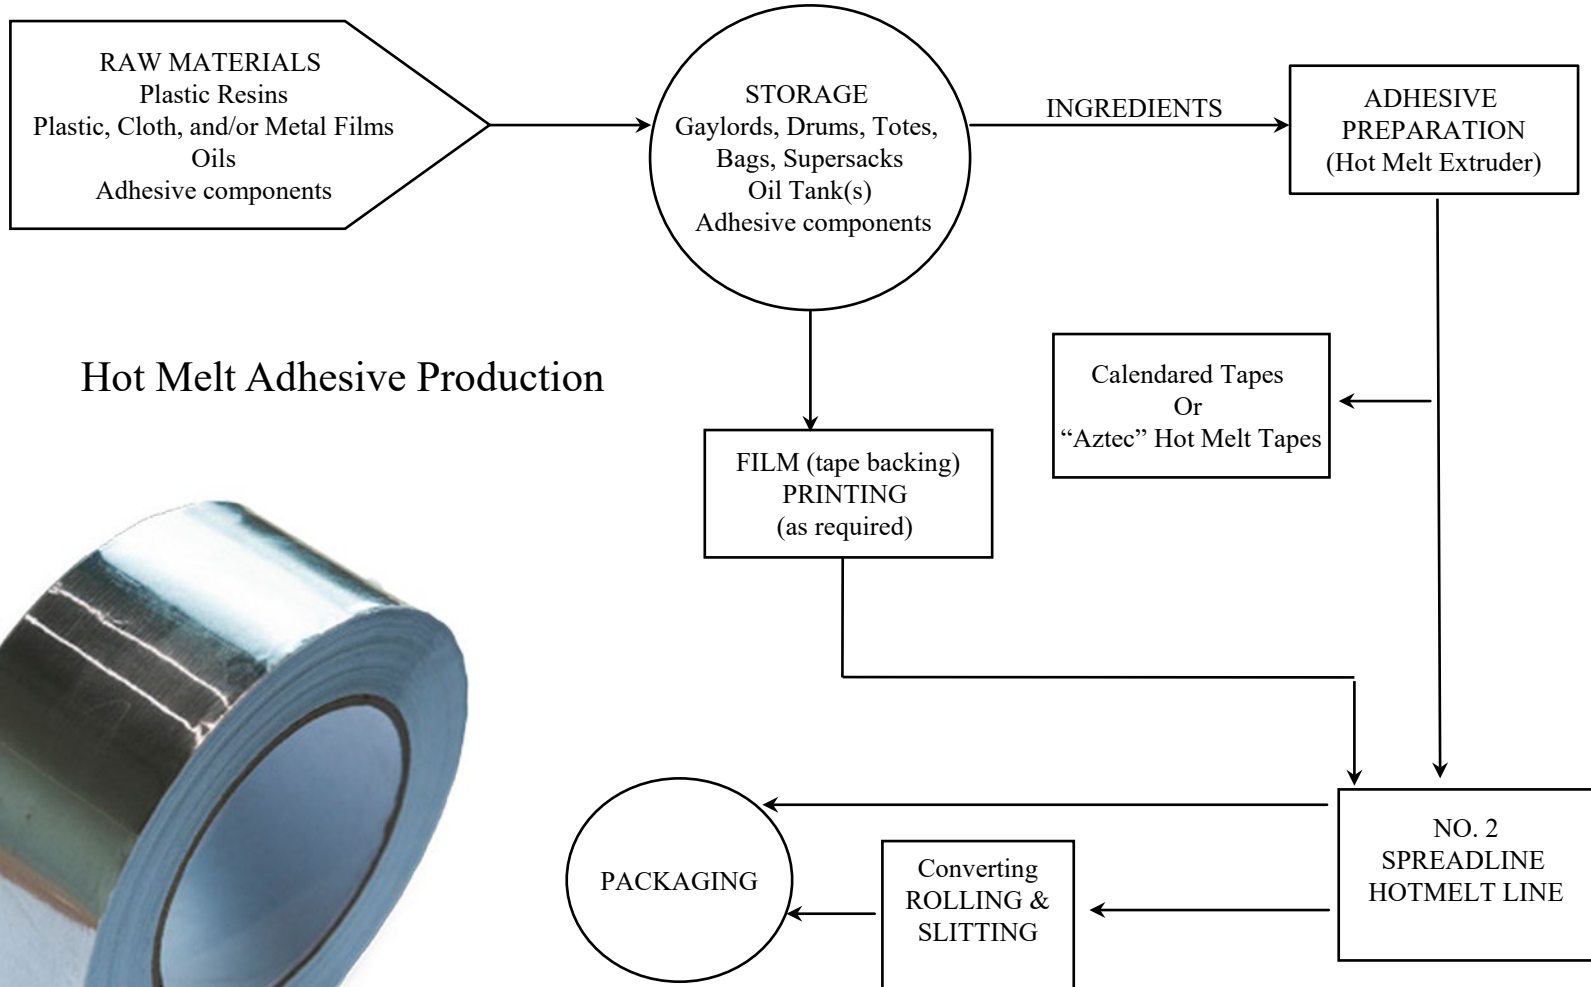 RAW MATERIALS
Plastic Resins
Plastic, Cloth, and/or Metal Films
Oils
Adhesive components
STORAGE
Gaylords, Drums, Totes,
Bags, Supersacks
Oil Tank(s)
Adhesive components
INGREDIENTS
ADHESIVE
PREPARATION
(Hot Melt Extruder)
Hot Melt Adhesive Production
Calendared Tapes
Or
“Aztec” Hot Melt Tapes
FILM (tape backing)
PRINTING
(as required)
NO. 2
SPREADLINE
HOTMELT LINE
Converting
ROLLING &
SLITTING
PACKAGING